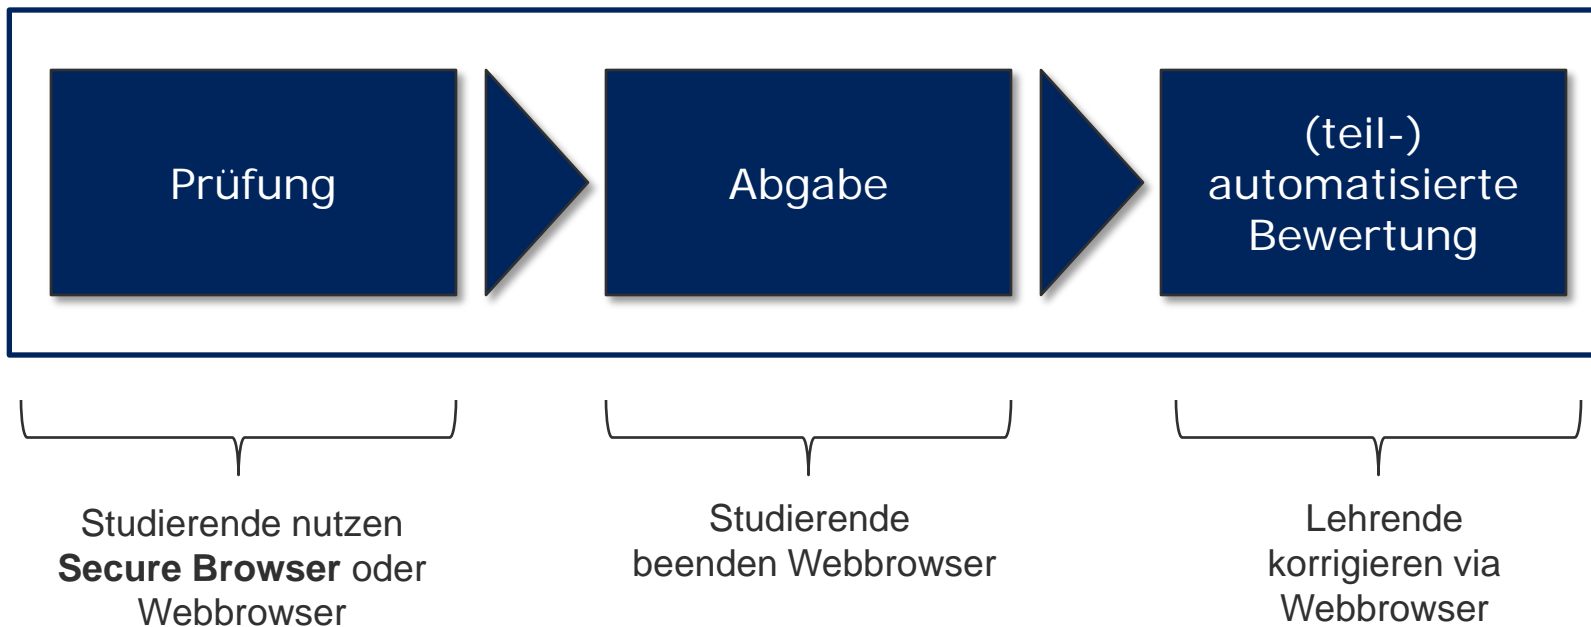 Prüfung
Abgabe
(teil-)
automatisierte
Bewertung
Studierende nutzen
Secure Browser oder
Webbrowser
Studierende
beenden Webbrowser
Lehrende
korrigieren via
Webbrowser